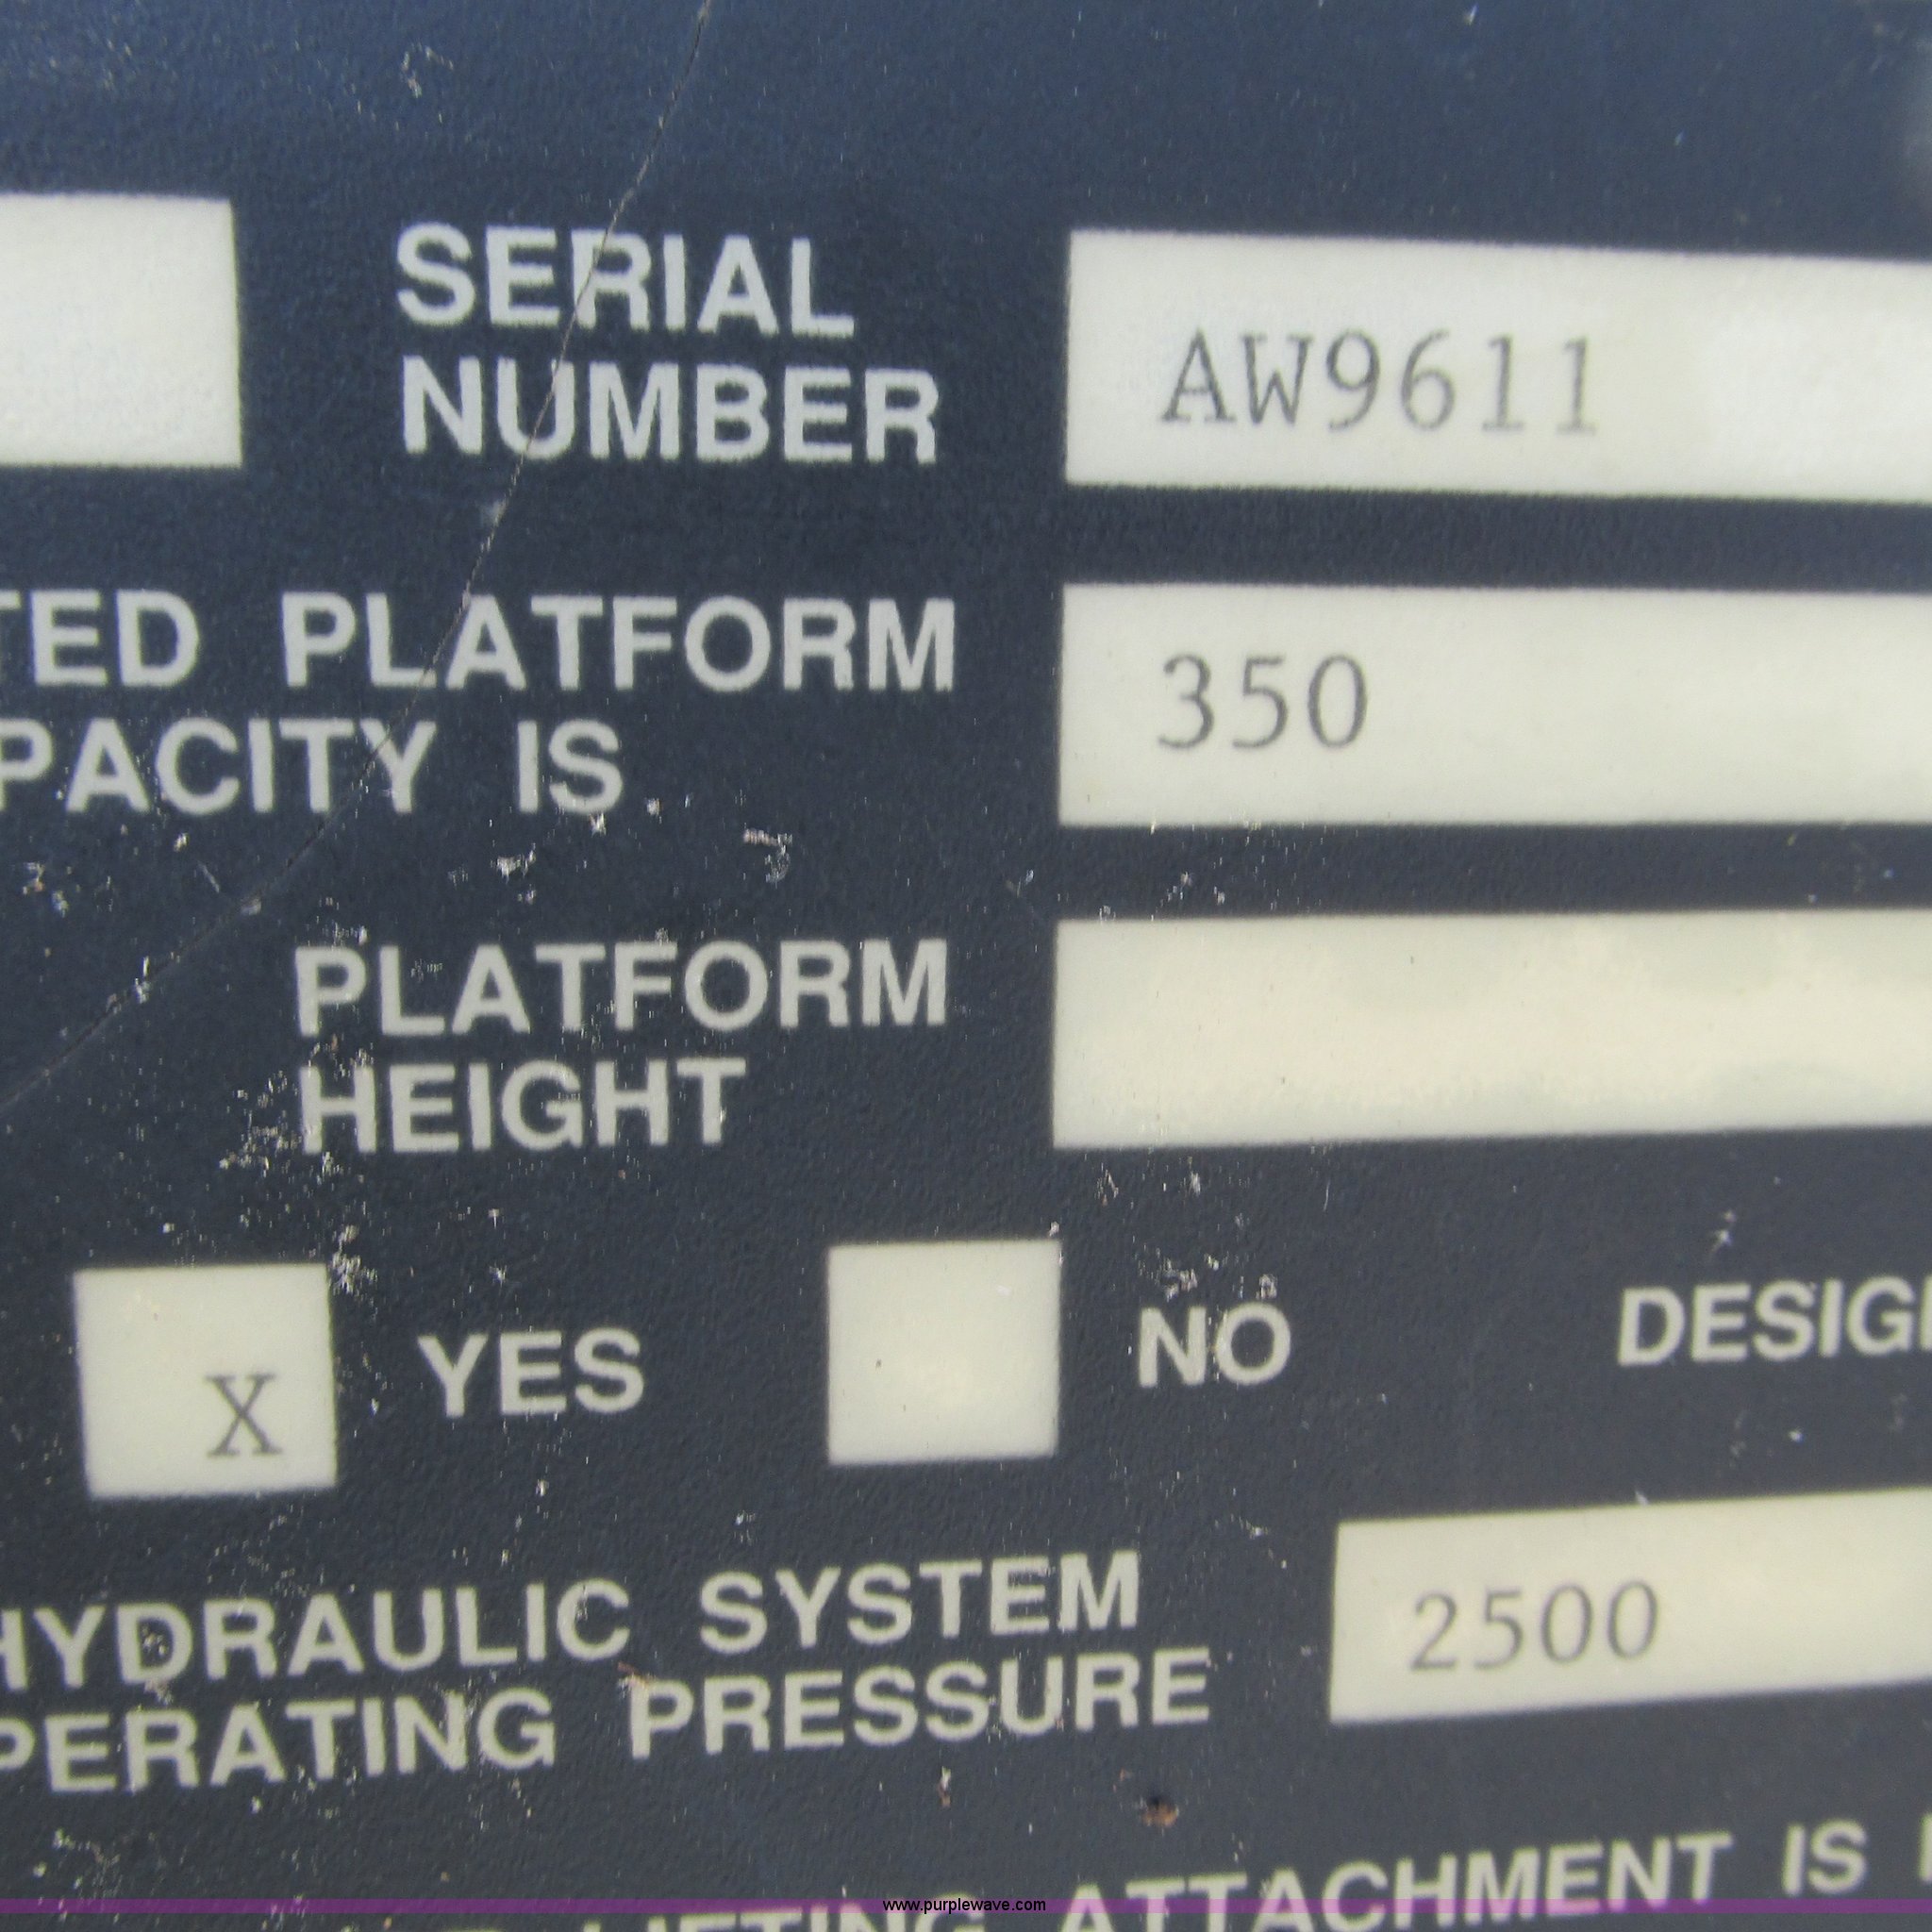 SERIAL
NUMBER
AW9611
TED PLATFORM
PACITY IS
350
PLATFORM
HEIGHT
X YES NO DESIG
HYDRAULIC SYSTEM
PERATING PRESSURE
2500
LIFTING ATTACHMENT IS
www.purplewave.com